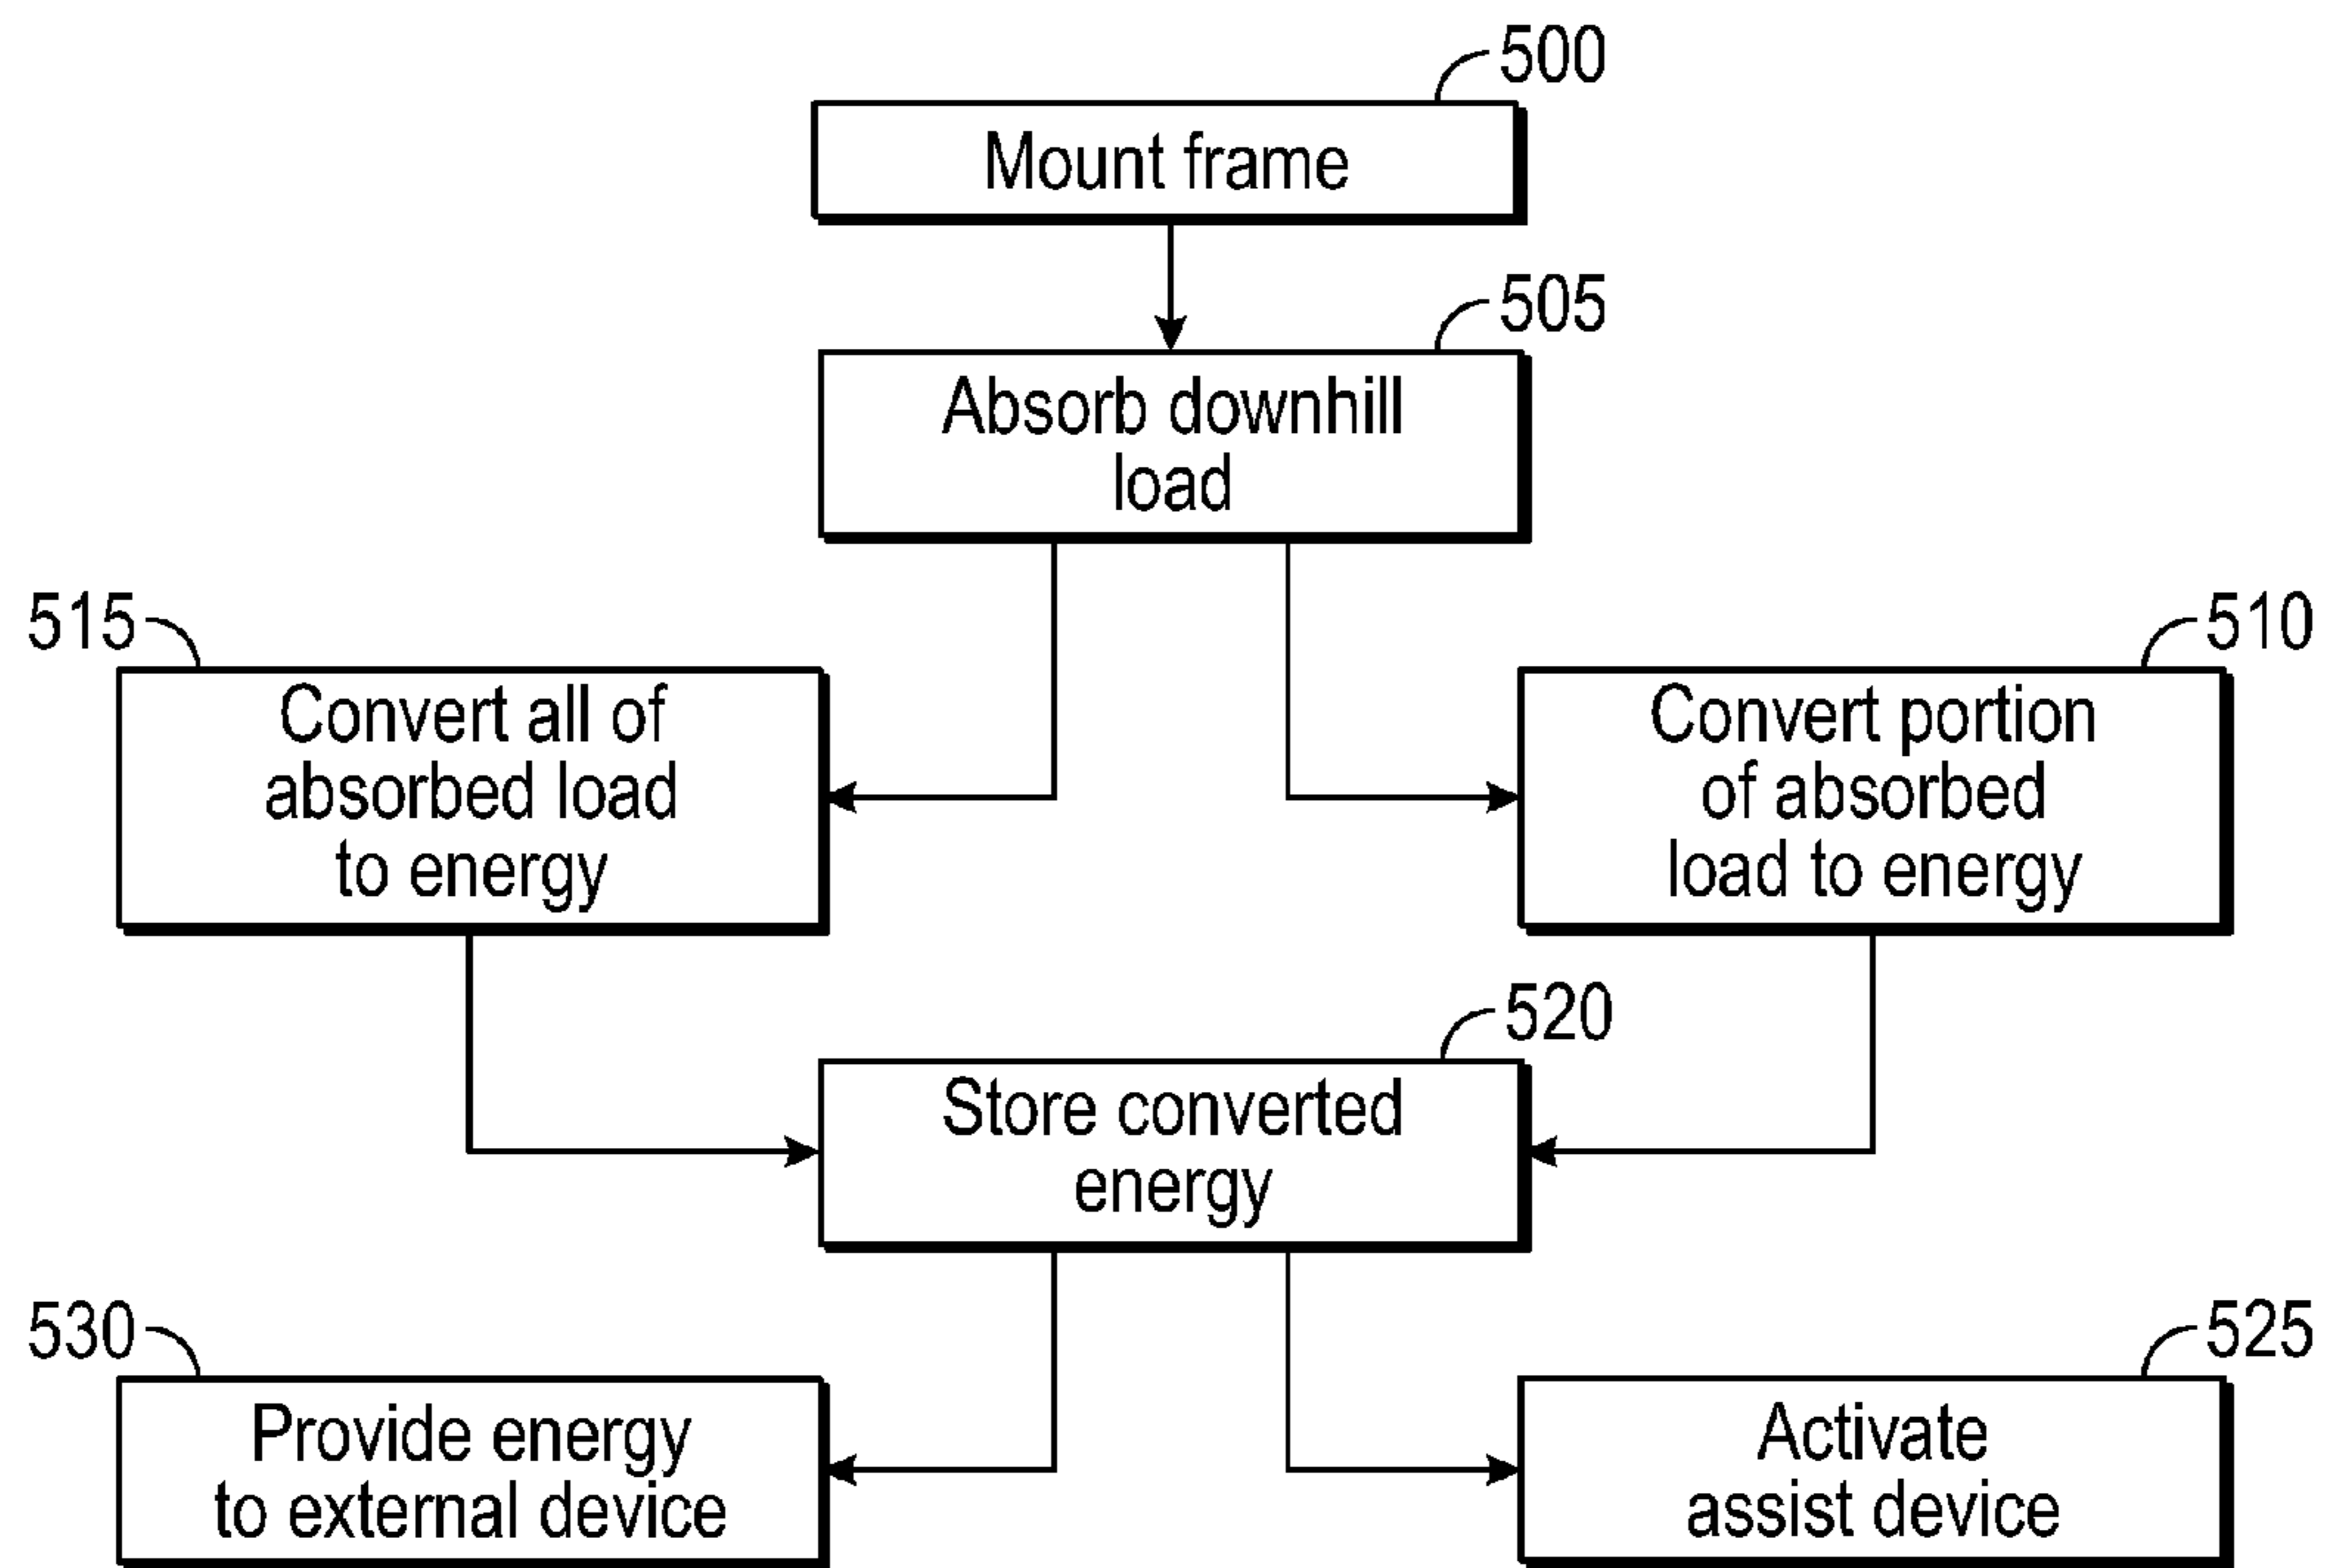 500
Mount frame
505
Absorb downhill
load
515
Convert all of
absorbed load
to energy
510
Convert portion
of absorbed
load to energy
520
Store converted
energy
530
Provide energy
to external device
525
Activate
assist device